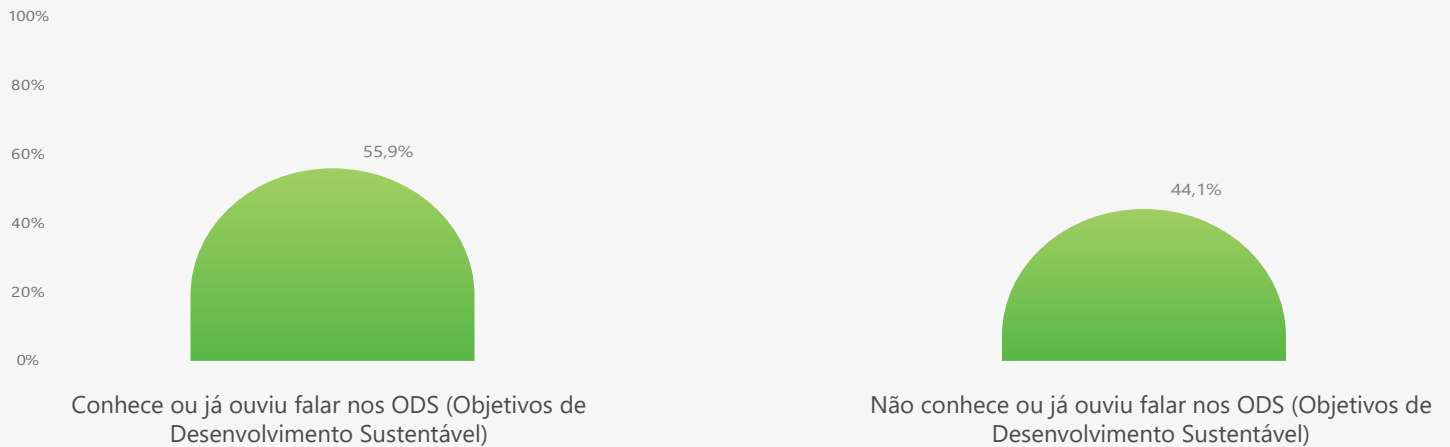 100%
80%
60%
40%
20%
0%
55,9%
44,1%
Conhece ou já ouviu falar nos ODS (Objetivos de
Desenvolvimento Sustentável)
Não conhece ou já ouviu falar nos ODS (Objetivos de
Desenvolvimento Sustentável)